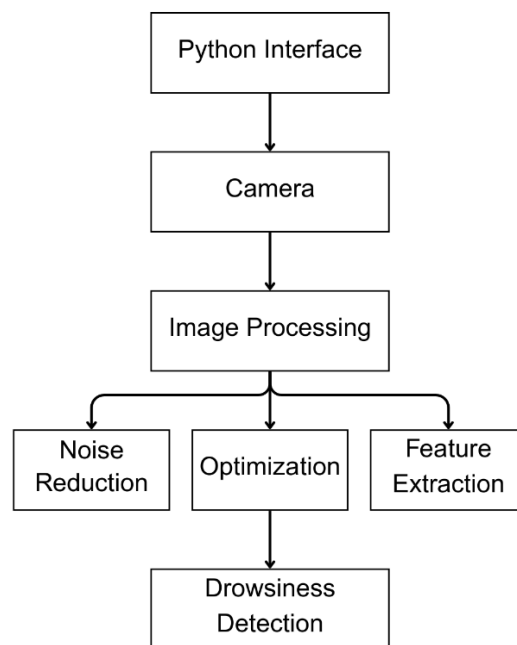 Python Interface
Camera
Image Processing
Noise
Reduction
Optimization
Feature
Extraction
Drowsiness
Detection